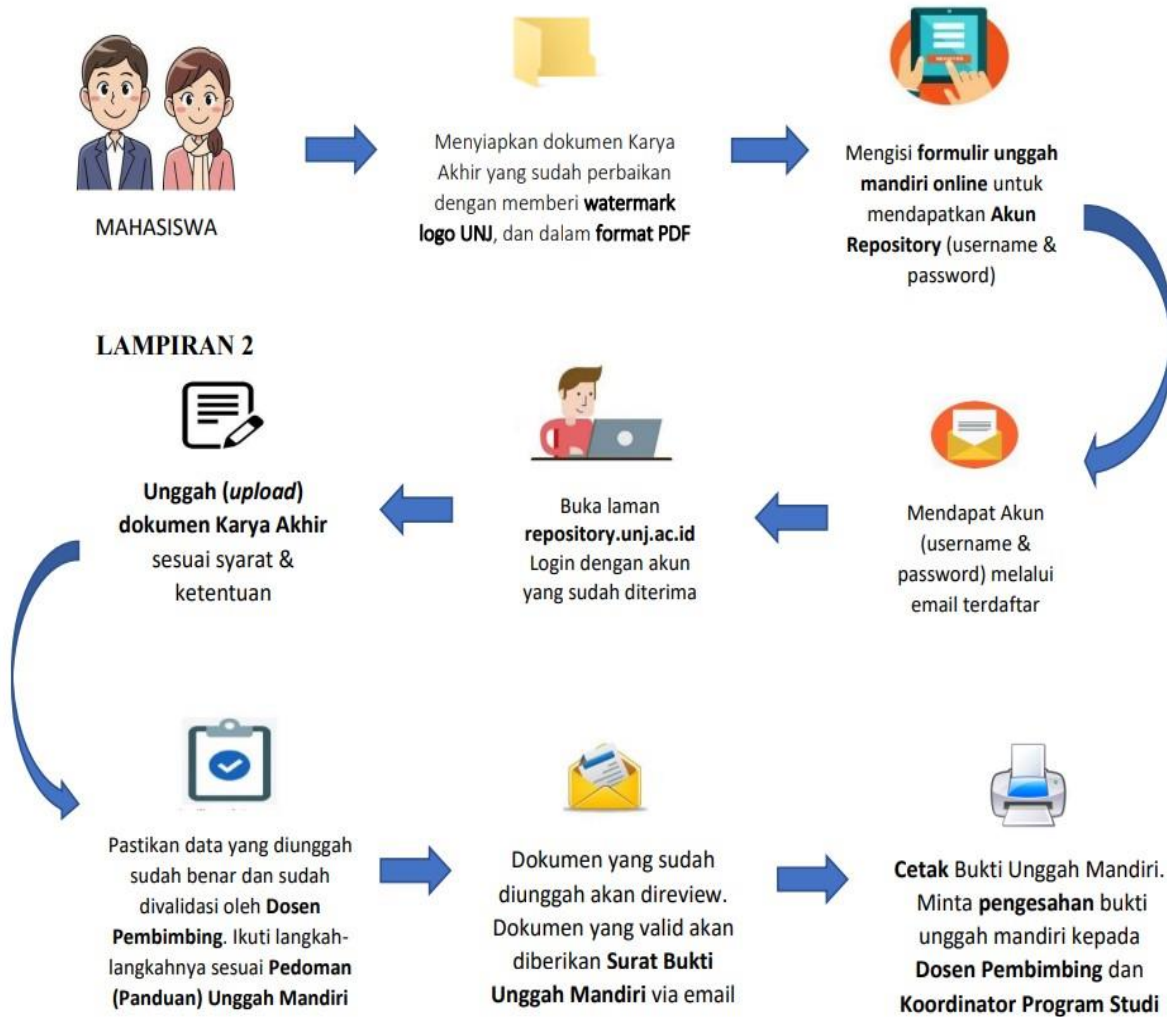 MAHASISWA
Menyiapkan dokumen Karya
Akhir yang sudah perbaikan
dengan memberi watermark
logo UNJ, dan dalam format PDF
Mengisi formulir unggah
mandiri online untuk
mendapatkan Akun
Repository (username &
password)
LAMPIRAN 2
Mendapat Akun
(username &
password) melalui
email terdaftar
Buka laman
repository.unj.ac.id
Login dengan akun
yang sudah diterima
Unggah (upload)
dokumen Karya Akhir
sesuai syarat &
ketentuan
Pastikan data yang diunggah
sudah benar dan sudah
divalidasi oleh Dosen
Pembimbing. Ikuti langkah-
langkahnya sesuai Pedoman
(Panduan) Unggah Mandiri
Dokumen yang sudah
diunggah akan direview.
Dokumen yang valid akan
diberikan Surat Bukti
Unggah Mandiri via email
Cetak Bukti Unggah Mandiri.
Minta pengesahan bukti
unggah mandiri kepada
Dosen Pembimbing dan
Koordinator Program Studi